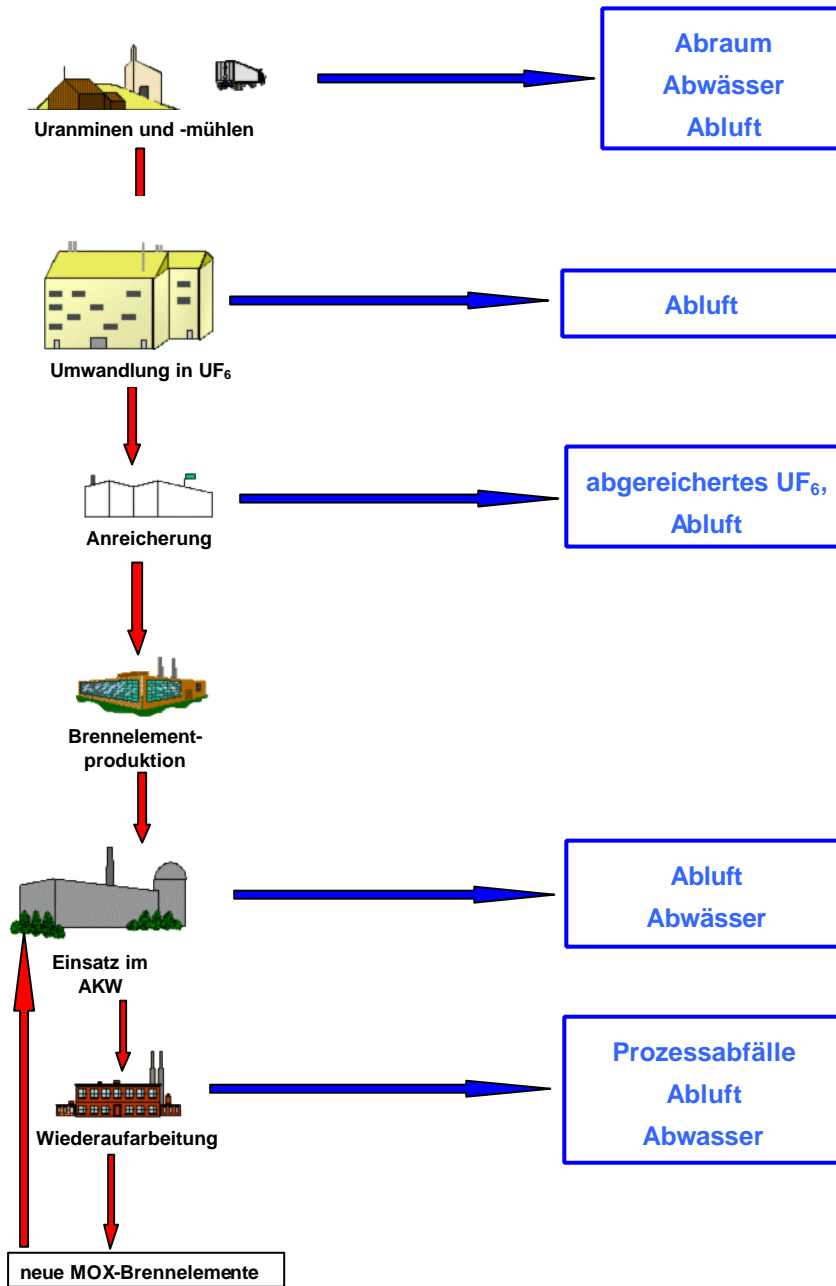 Abraum
Abwässer
Abluft
Uranminen und -mühlen
Abluft
Umwandlung in UF₆
abgereichertes UF₆,
Abluft
Anreicherung
Brennelement-
produktion
Abluft
Abwässer
Einsatz im
AKW
Prozessabfälle
Abluft
Abwasser
Wiederaufarbeitung
neue MOX-Brennelemente